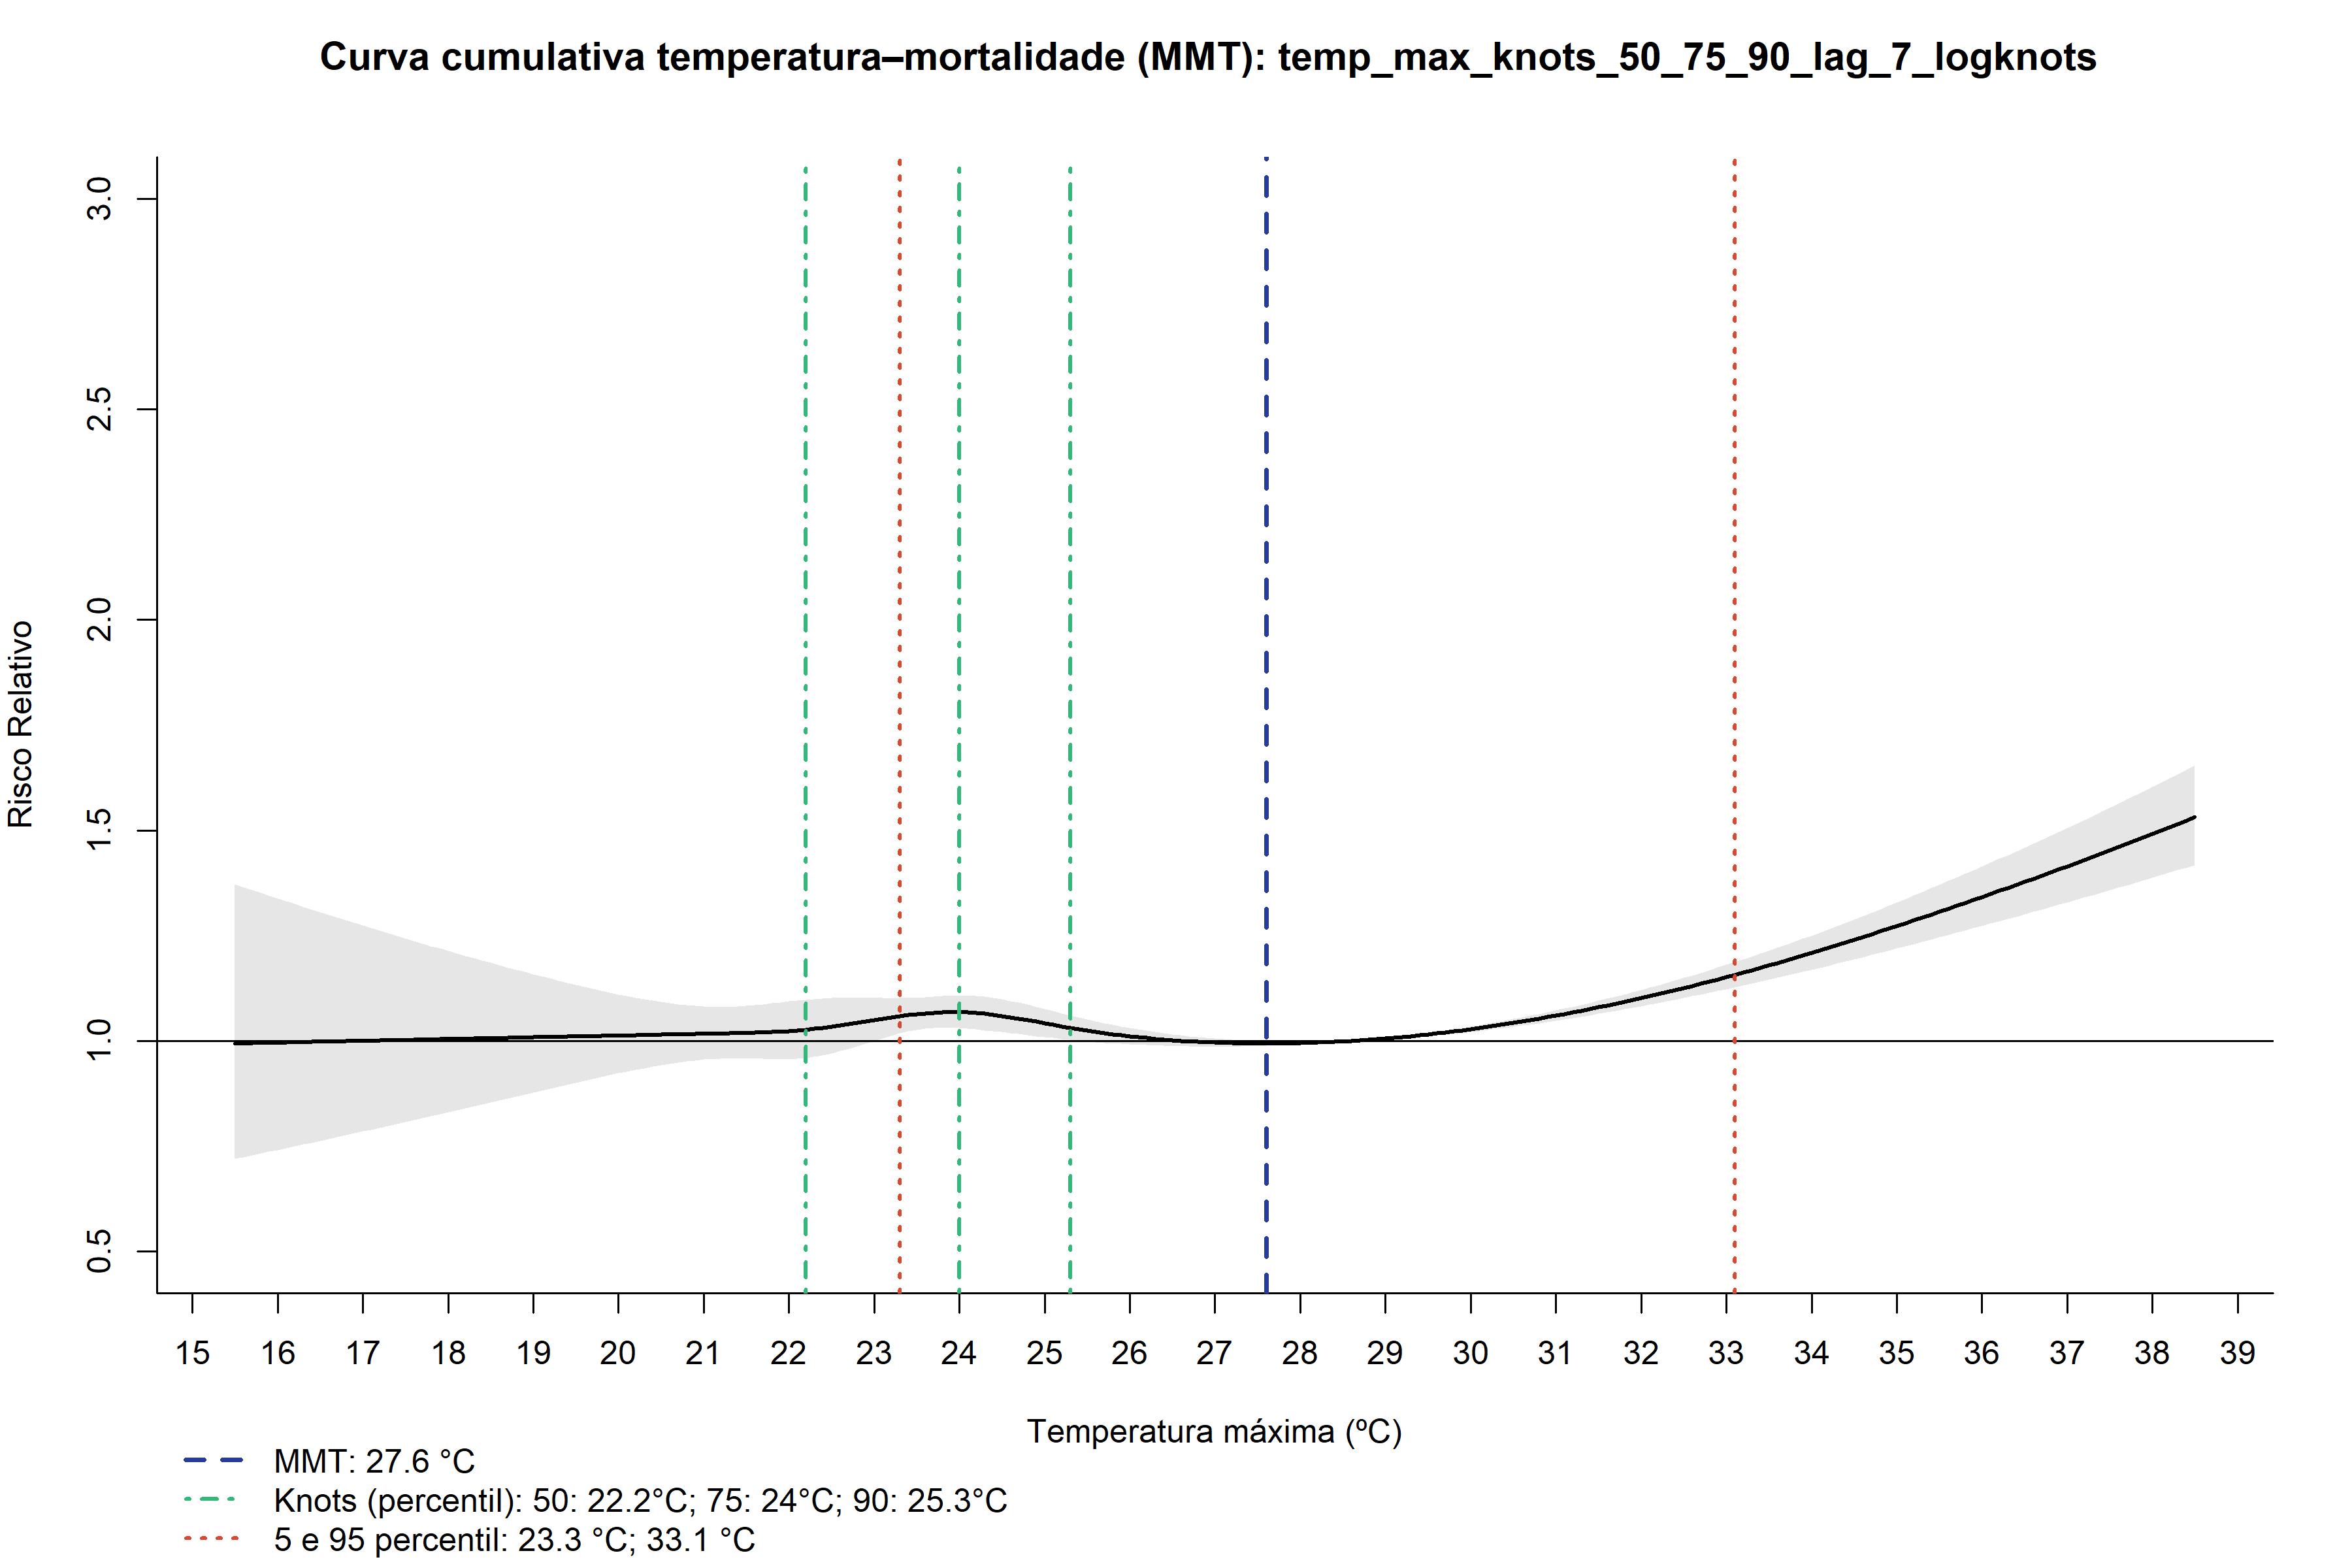 Curva cumulativa temperatura–mortalidade (MMT): temp_max_knots_50_75_90_lag_7_logknots
Risco Relativo
3.0
2.5
2.0
1.5
1.0
0.5
15 16 17 18 19 20 21 22 23 24 25 26 27 28 29 30 31 32 33 34 35 36 37 38 39
Temperatura máxima (ºC)
MMT: 27.6 °C
Knots (percentil): 50: 22.2°C; 75: 24°C; 90: 25.3°C
5 e 95 percentil: 23.3 °C; 33.1 °C